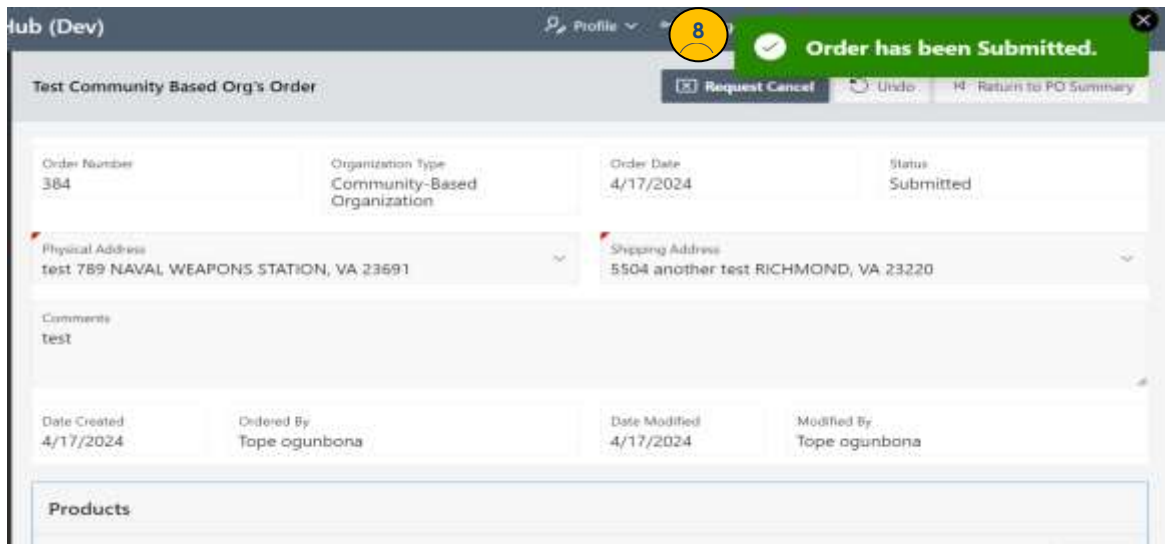 Hub (Dev)
Profile
8
Order has been Submitted.
Test Community Based Org's Order
Request Cancel
Undo
Return to PO Summary
Order Number
384
Organization Type
Community-Based
Organization
Order Date
4/17/2024
Status
Submitted
Physical Address
test 789 NAVAL WEAPONS STATION, VA 23691
Shipping Address
5504 another test RICHMOND, VA 23220
Comments
test
Date Created
4/17/2024
Ordered By
Tope ogunbona
Date Modified
4/17/2024
Modified By
Tope ogunbona
Products